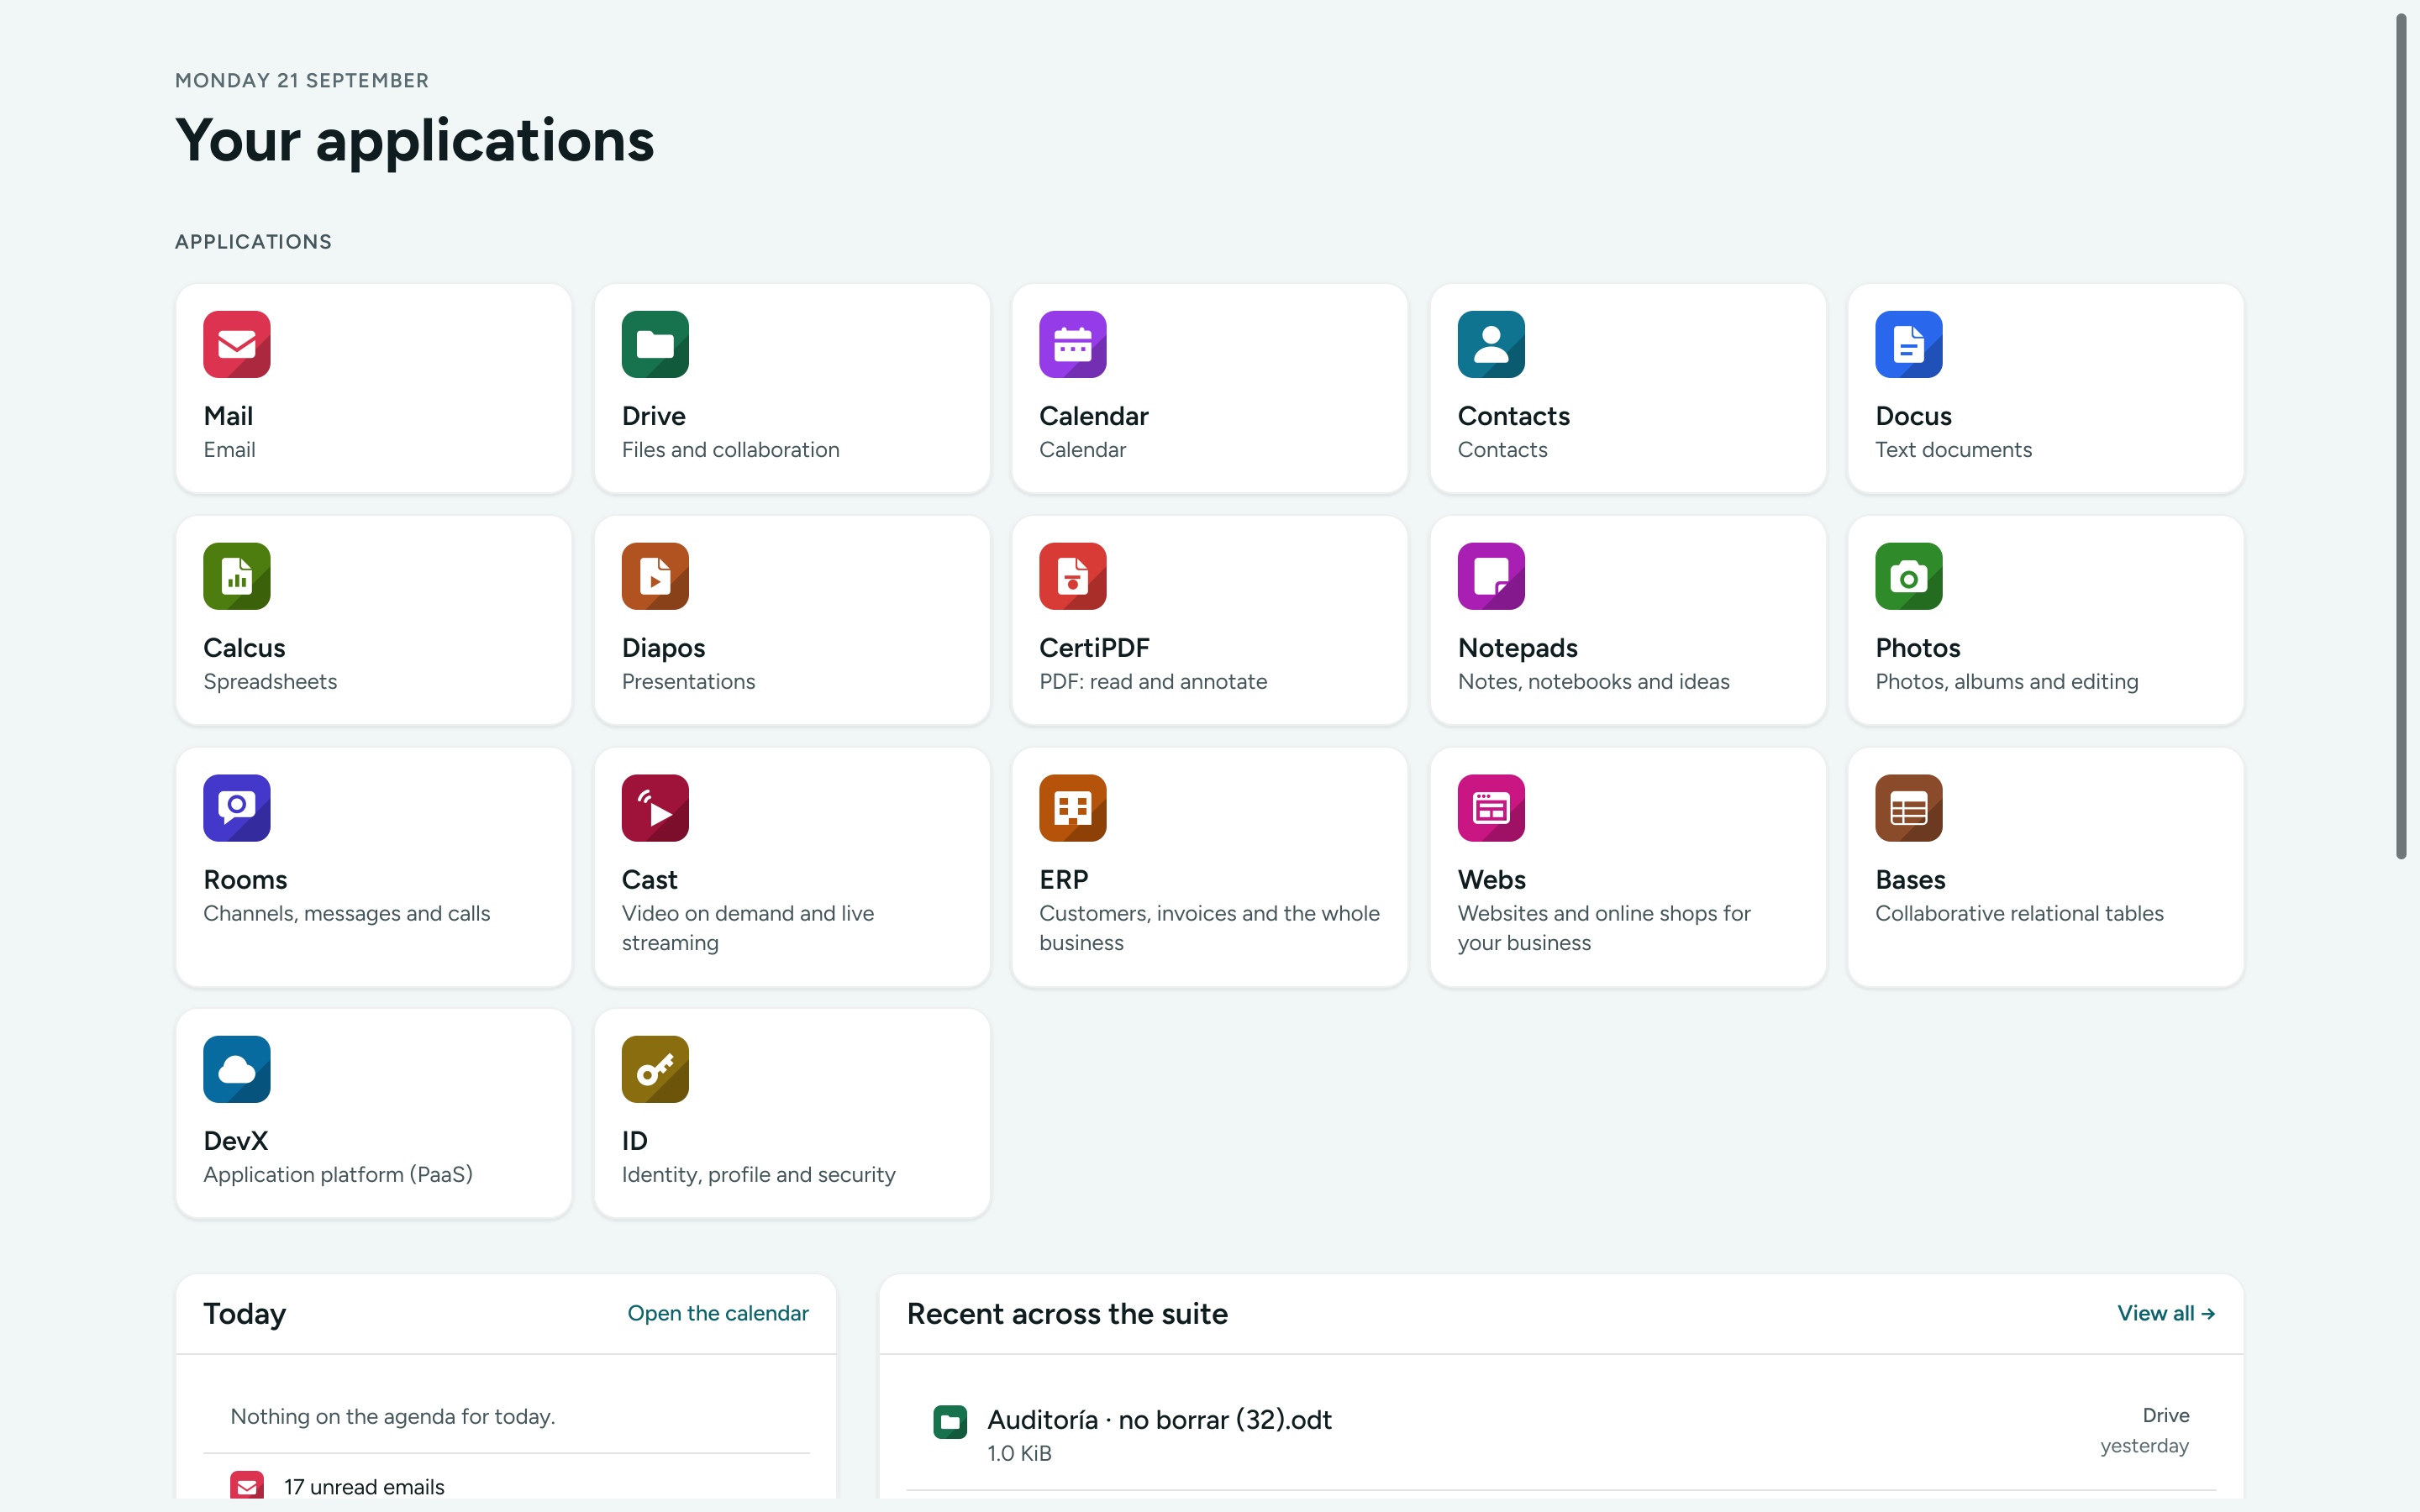 MONDAY 21 SEPTEMBER
Your applications
APPLICATIONS
Mail
Email
Drive
Files and collaboration
Calendar
Calendar
Contacts
Contacts
Docus
Text documents
Calcus
Spreadsheets
Diapos
Presentations
CertiPDF
PDF: read and annotate
Notepads
Notes, notebooks and ideas
Photos
Photos, albums and editing
Rooms
Channels, messages and calls
Cast
Video on demand and live
streaming
ERP
Customers, invoices and the whole
business
Webs
Websites and online shops for
your business
Bases
Collaborative relational tables
DevX
Application platform (PaaS)
ID
Identity, profile and security
Today
Open the calendar
Nothing on the agenda for today.
17 unread emails
Recent across the suite
View all →
Auditoría · no borrar (32).odt
1.0 KiB
Drive
yesterday